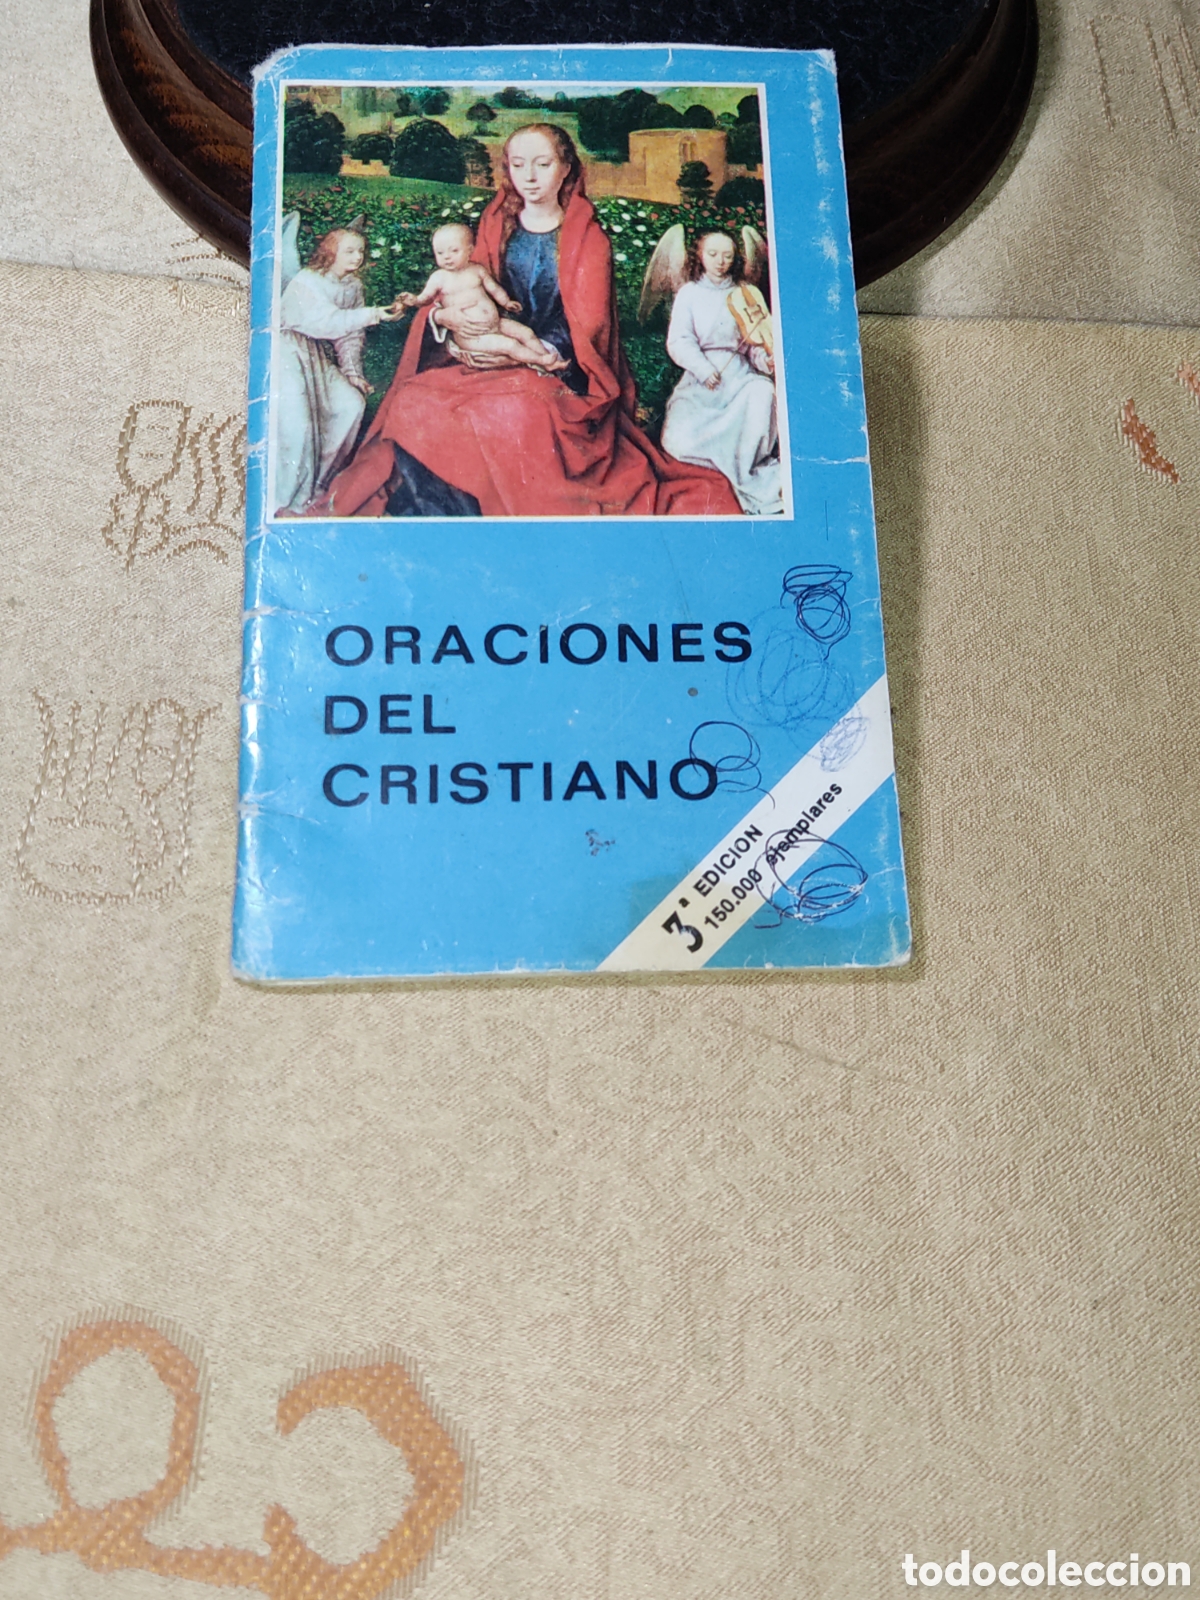 ORACIONES
DEL
CRISTIANO
3ª EDICION
150.000 ejemplares
todocoleccion